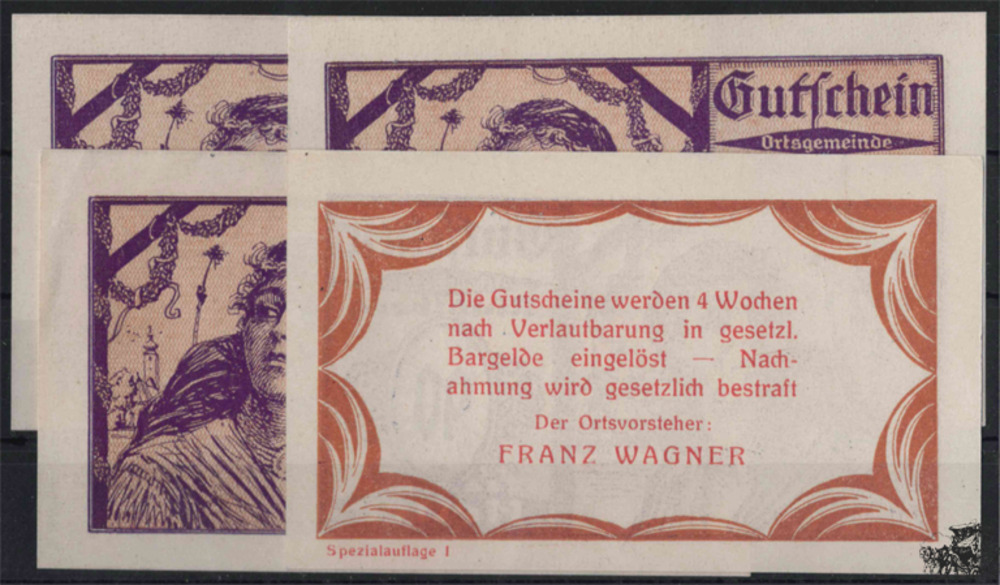 Gutschein
Ortsgemeinde
Die Gutscheine werden 4 Wochen
nach Verlautbarung in gesetzl.
Bargelde eingelöst — Nach-
ahmung wird gesetzlich bestraft
Der Ortsvorsteher:
FRANZ WAGNER
Spezialauflage I